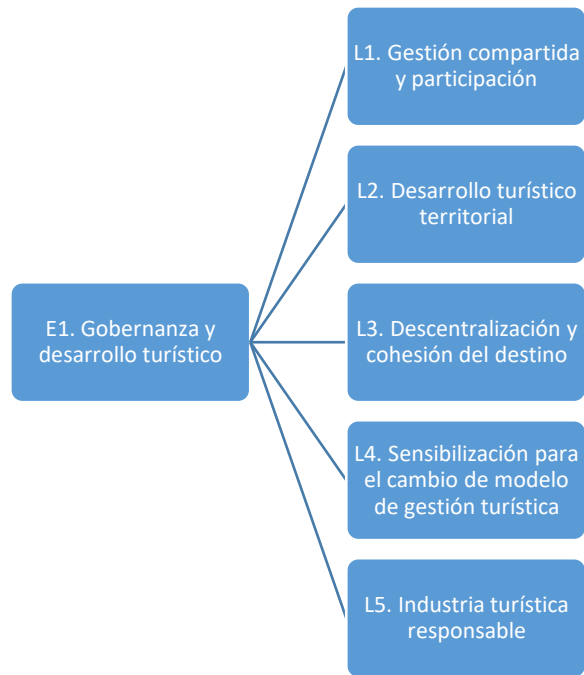 L1. Gestión compartida
y participación
L2. Desarrollo turístico
territorial
E1. Gobernanza y
desarrollo turístico
L3. Descentralización y
cohesión del destino
L4. Sensibilización para
el cambio de modelo
de gestión turística
L5. Industria turística
responsable